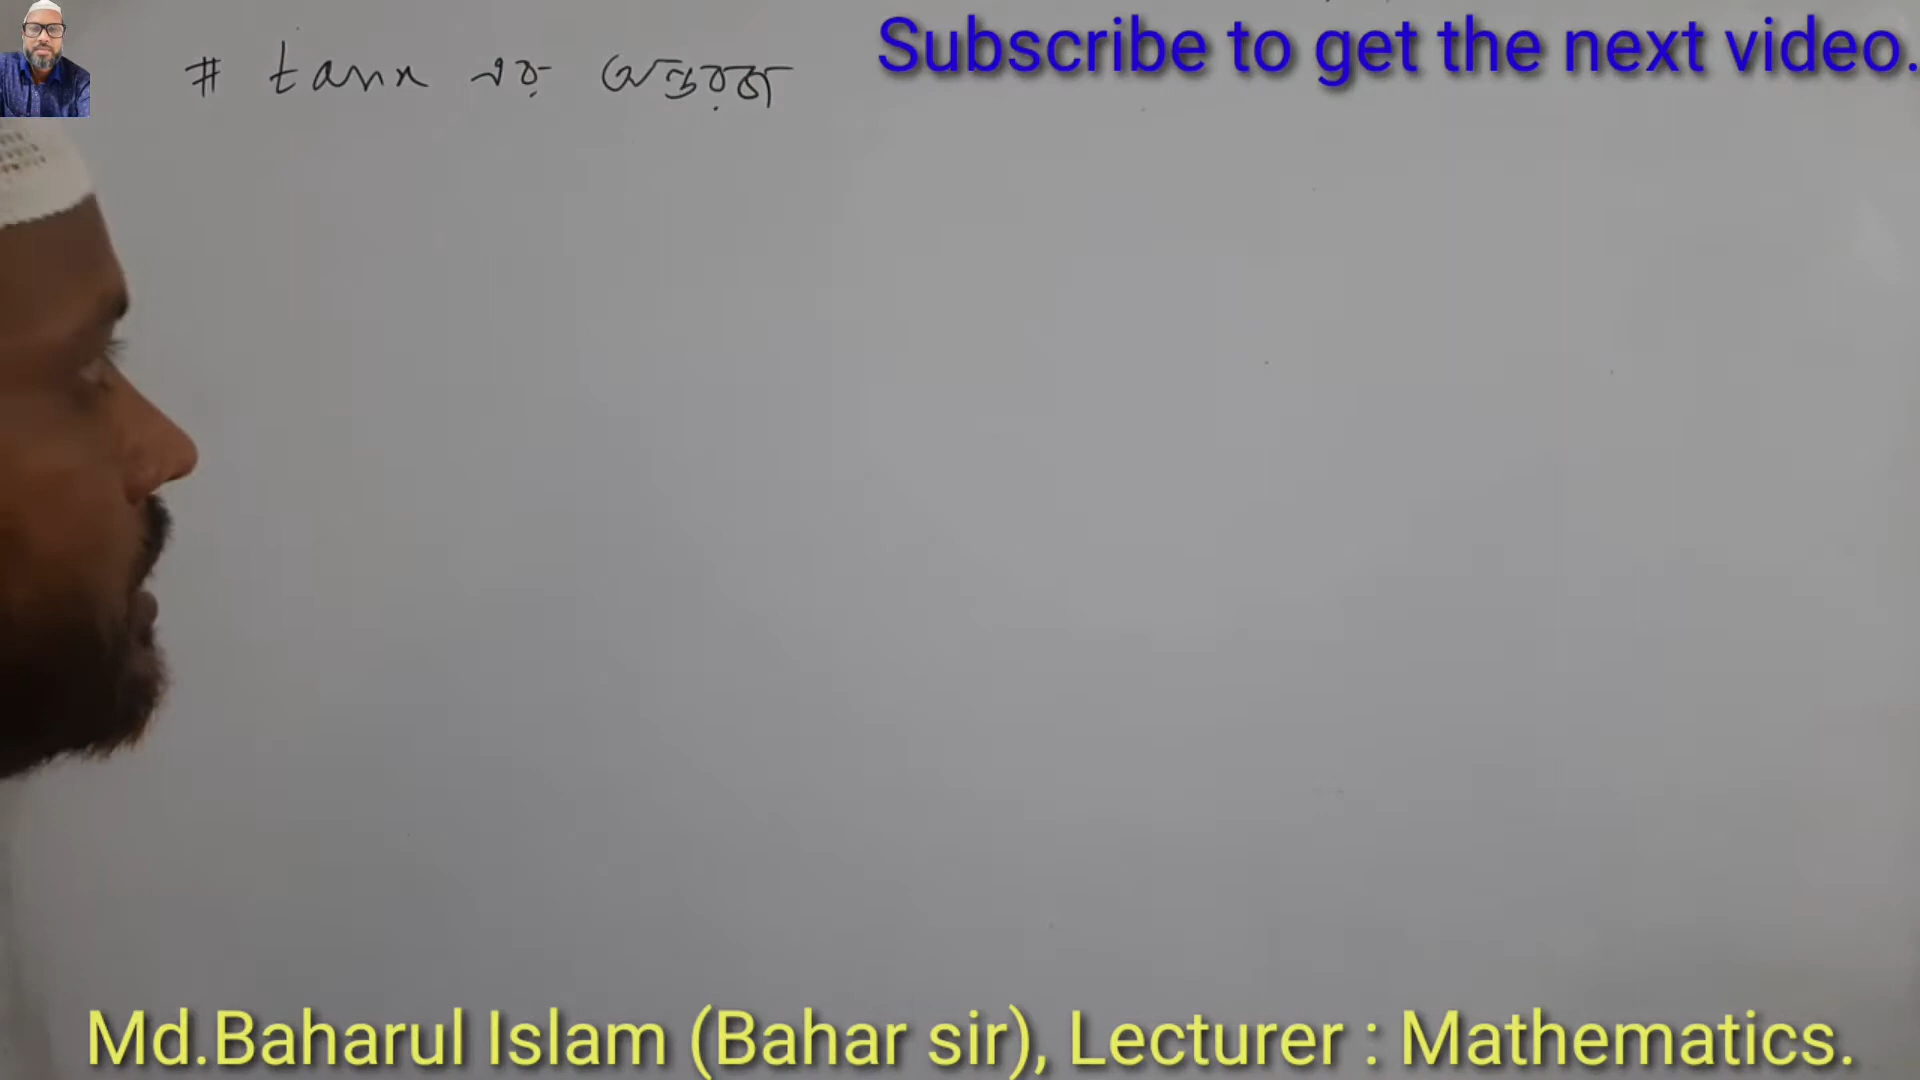 Subscribe to get the next video.
# tanx এর অন্তরজ
Md.Baharul Islam (Bahar sir), Lecturer : Mathematics.